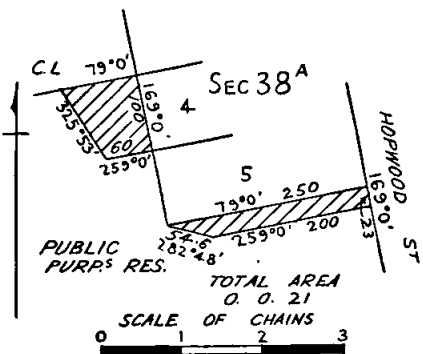 C.L 79°0'
SEC 38ᴬ
169°0'
100
4
325°53'
60
259°0'
HOPWOOD ST
169°0'
23
5
79°0' 250
54.6
282°48'
259°0' 200
PUBLIC
PURP.ˢ RES.
TOTAL AREA
0. 0. 21
SCALE OF CHAINS
0 1 2 3